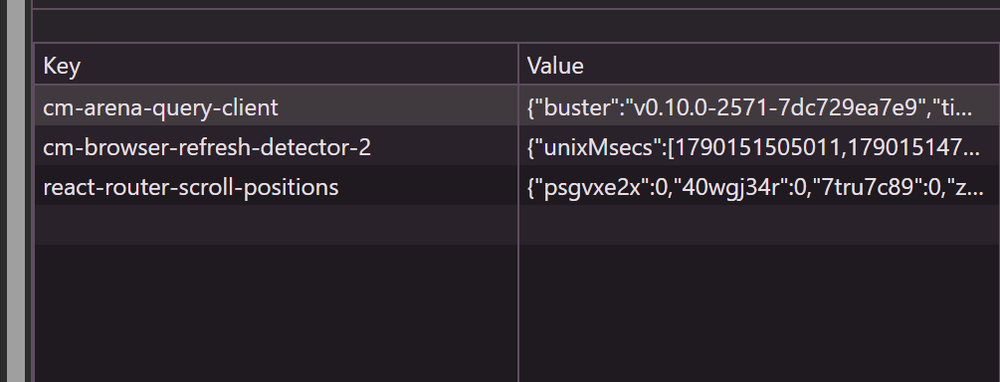 Key Value
cm-arena-query-client {"buster":"v0.10.0-2571-7dc729ea7e9","ti...
cm-browser-refresh-detector-2 {"unixMsecs":[1790151505011,179015147...
react-router-scroll-positions {"psgvxe2x":0,"40wgj34r":0,"7tru7c89":0,"z...